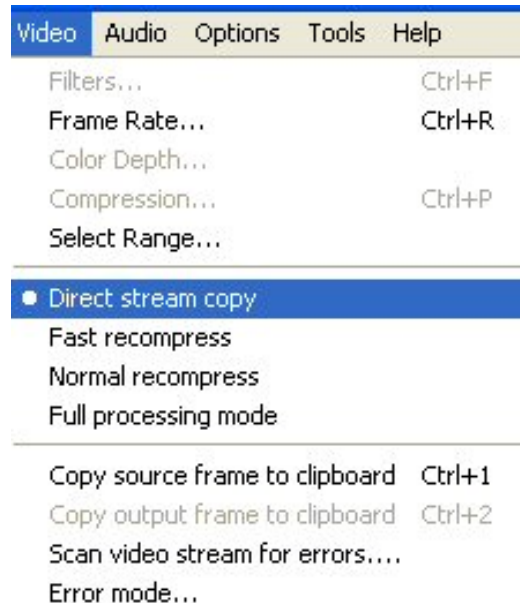 Video Audio Options Tools Help
Filters... Ctrl+F
Frame Rate... Ctrl+R
Color Depth...
Compression... Ctrl+P
Select Range...
Direct stream copy
Fast recompress
Normal recompress
Full processing mode
Copy source frame to clipboard Ctrl+1
Copy output frame to clipboard Ctrl+2
Scan video stream for errors....
Error mode...